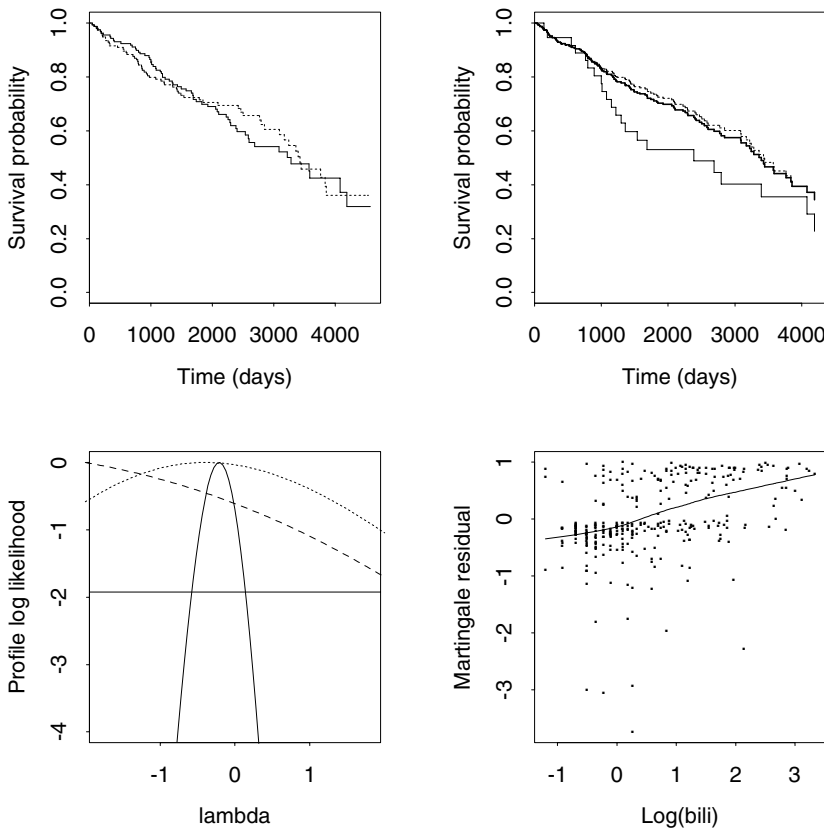 Survival probability
0.0 0.2 0.4 0.6 0.8 1.0
0 1000 2000 3000 4000
Time (days)
Survival probability
0.0 0.2 0.4 0.6 0.8 1.0
0 1000 2000 3000 4000
Time (days)
Profile log likelihood
-4 -3 -2 -1 0
-1 0 1
lambda
Martingale residual
-3 -2 -1 0 1
-1 0 1 2 3
Log(bili)